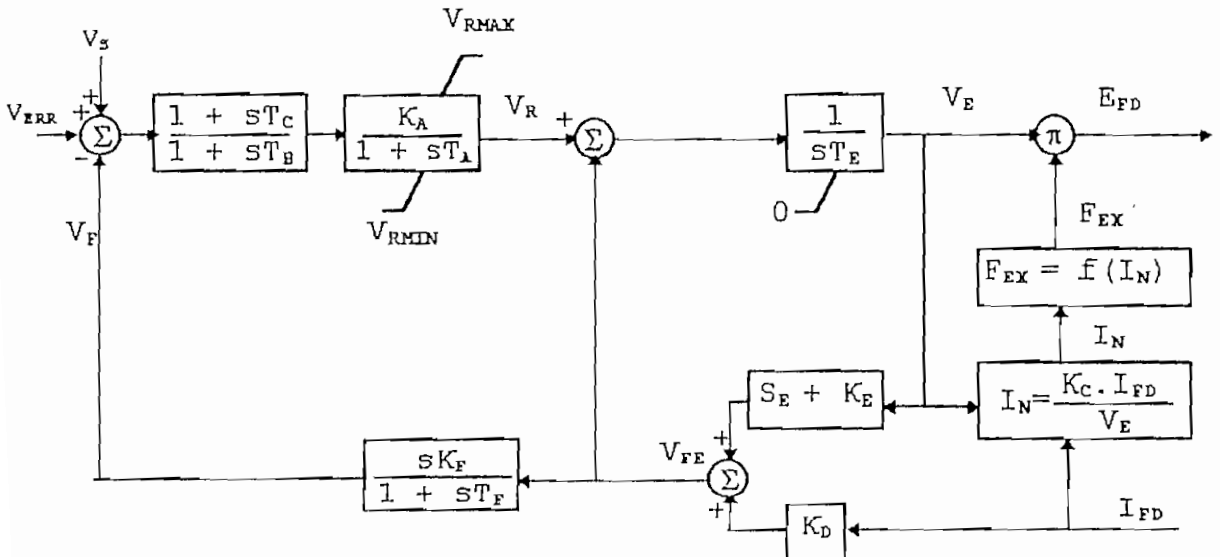 V_RMAX
V_S
+
+
V_ERR
Σ
-
1 + sT_C
1 + sT_B
K_A
1 + sT_A
V_R
+
Σ
1
sT_E
V_E
π
E_FD
0
V_F
V_RMIN
F_EX
F_EX = f(I_N)
I_N
S_E + K_E
I_N = K_C . I_FD
V_E
+
V_FE
Σ
sK_F
1 + sT_F
+
K_D
I_FD